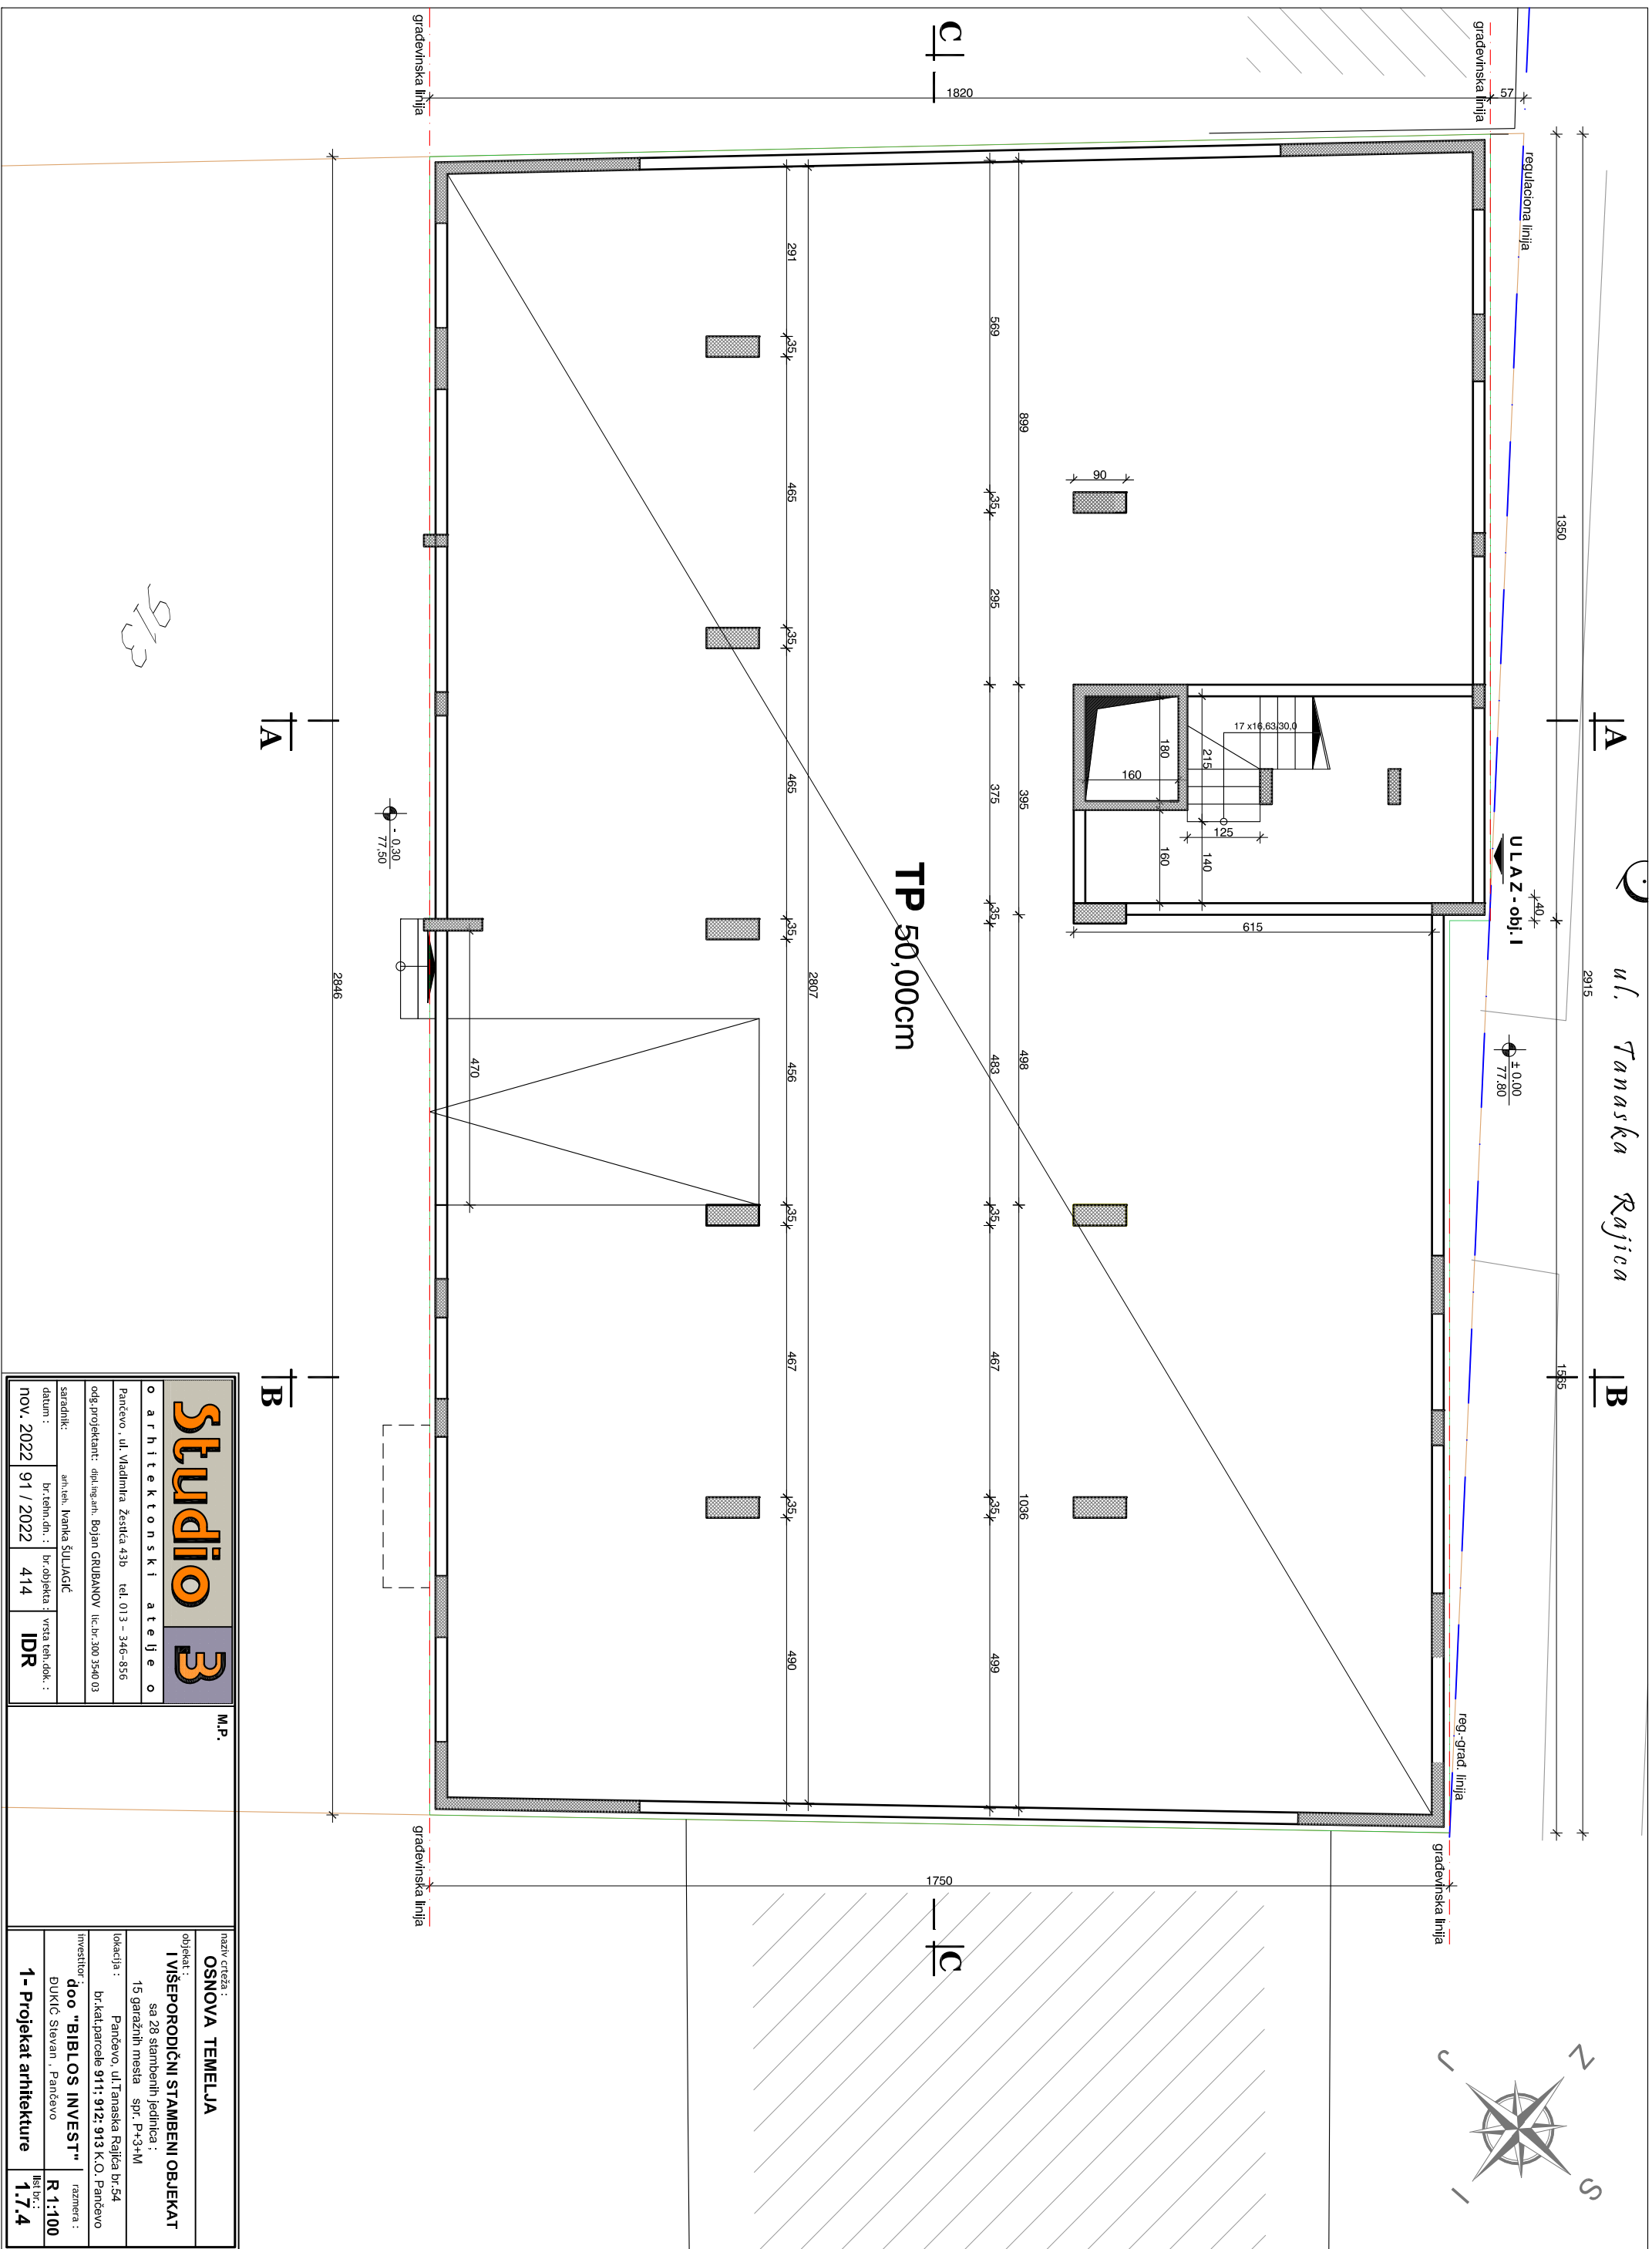 ul. Tanaska Rajica
A
B
2915
1350
1565
regulaciona linija
građevinska linija
57
ULAZ - obj. I
40
± 0.00
77.80
reg.-građ. linija
građevinska linija
17 x16,63/30,0
215
140
125
180
160
160
615
90
899
395
498
1036
569
35
295
375
35
483
35
467
35
499
C
1820
TP 50,00cm
1750
C
2807
291
35
465
35
465
35
456
35
467
35
490
470
građevinska linija
- 0,30
77,50
građevinska linija
2846
A
B
913
Studio 3
o arhitektonski atelje o
Pančevo , ul. Vladimira Žestića 43b tel. 013 - 346-856
odg.projektant: dipl.ing.arh. Bojan GRUBANOV lic.br.300 3540 03
saradnik: arh.teh. Ivanka ŠULJAGIĆ
datum : br.tehn.dn. : br.objekta : vrsta teh.dok. :
nov. 2022 91 / 2022 414 IDR
M.P.
naziv crteža :
OSNOVA TEMELJA
objekat :
I VIŠEPORODIČNI STAMBENI OBJEKAT
sa 28 stambenih jedinica ;
15 garažnih mesta spr. P+3+M
lokacija : Pančevo, ul.Tanaska Rajića br.54
br.kat.parcele 911; 912; 913 K.O. Pančevo
investitor : doo "BIBLOS INVEST" razmera :
ĐUKIĆ Stevan , Pančevo R 1:100
1- Projekat arhitekture list br.: 1.7.4
Z
S
J
I